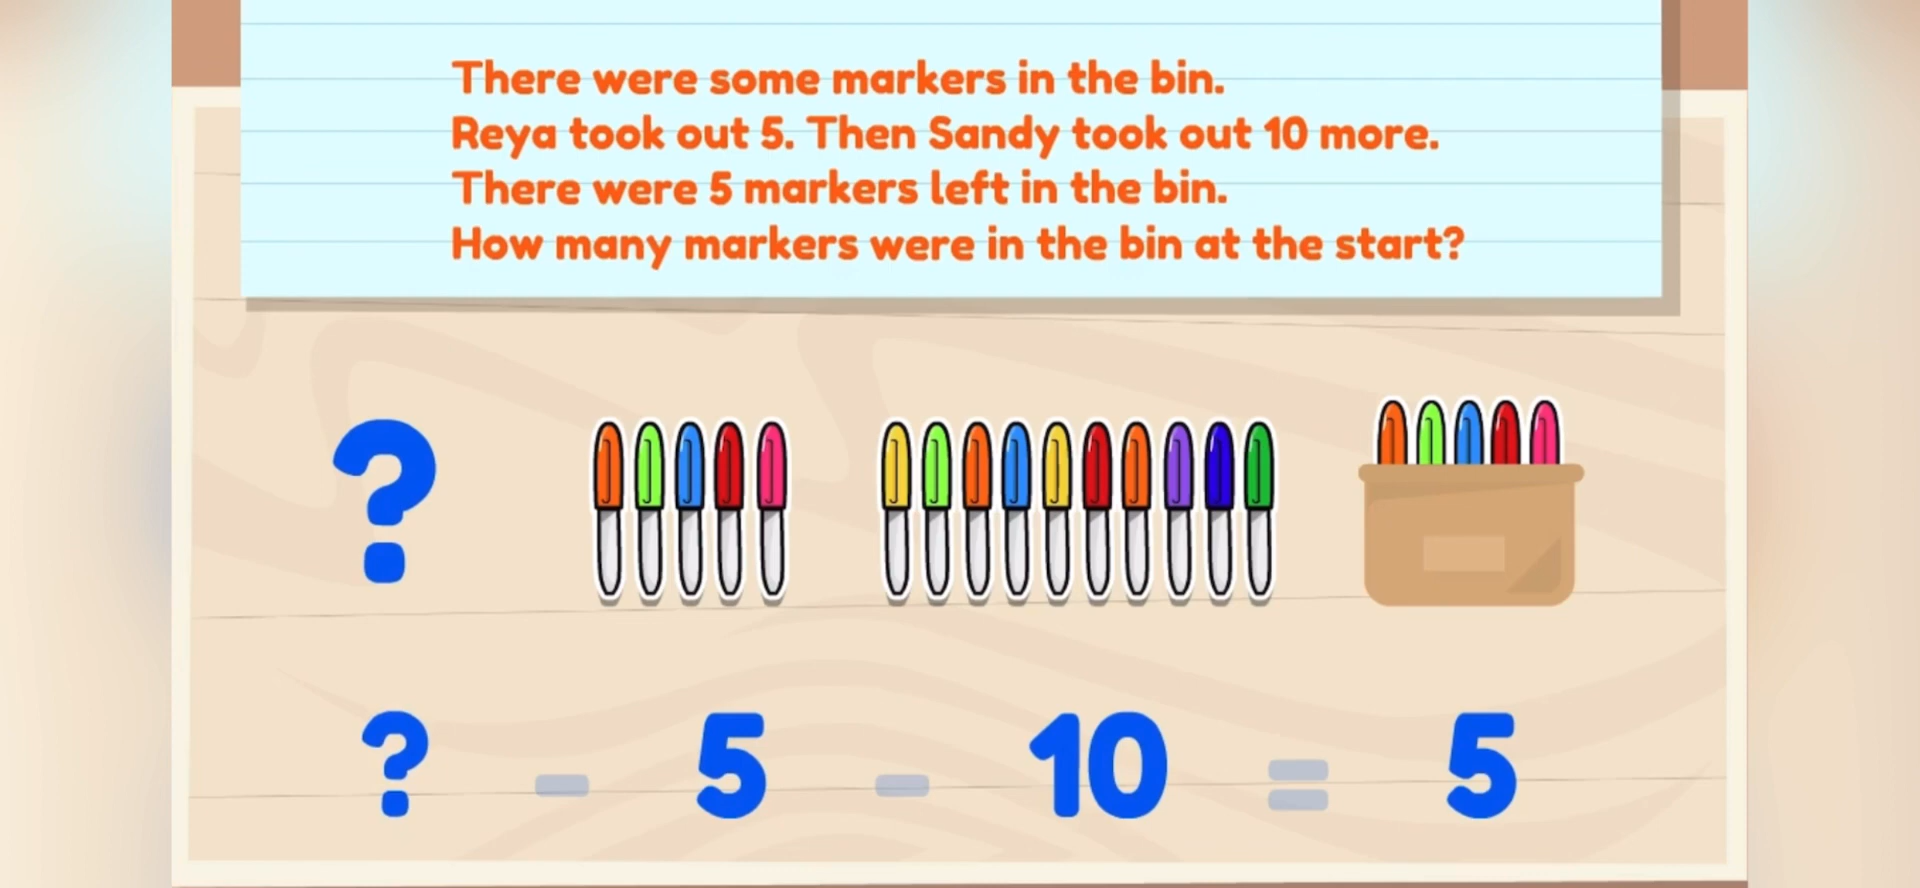 There were some markers in the bin.
Reya took out 5. Then Sandy took out 10 more.
There were 5 markers left in the bin.
How many markers were in the bin at the start?
?
? - 5 - 10 = 5